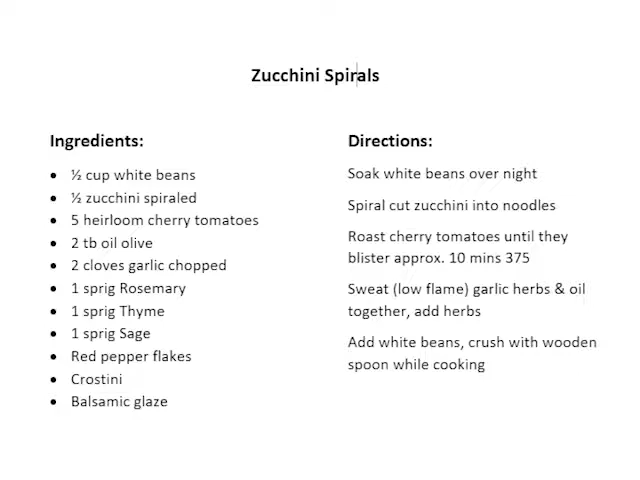 Zucchini Spirals
Ingredients:
• ½ cup white beans
• ½ zucchini spiraled
• 5 heirloom cherry tomatoes
• 2 tb oil olive
• 2 cloves garlic chopped
• 1 sprig Rosemary
• 1 sprig Thyme
• 1 sprig Sage
• Red pepper flakes
• Crostini
• Balsamic glaze
Directions:
Soak white beans over night
Spiral cut zucchini into noodles
Roast cherry tomatoes until they
blister approx. 10 mins 375
Sweat (low flame) garlic herbs & oil
together, add herbs
Add white beans, crush with wooden
spoon while cooking